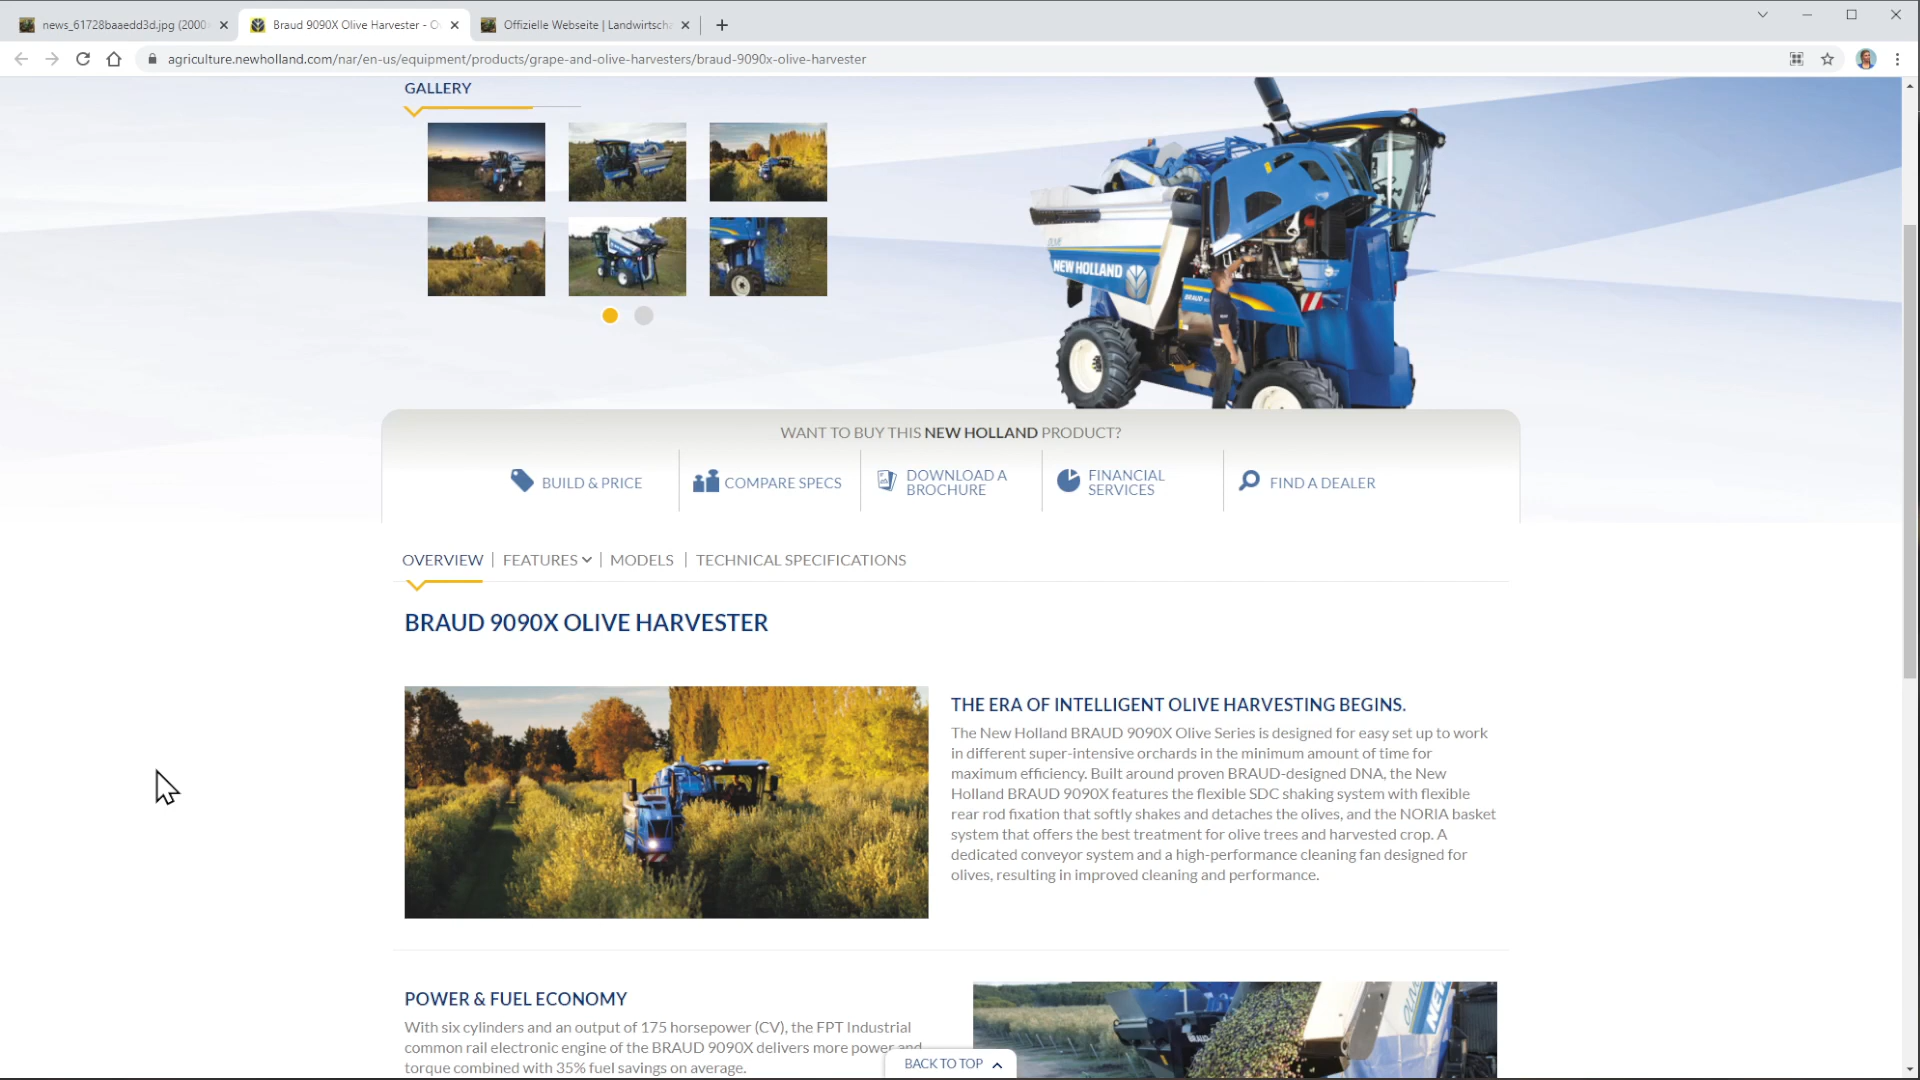 news_61728baaedd3d.jpg (2000
Braud 9090X Olive Harvester - O
Offizielle Webseite | Landwirtscha
agriculture.newholland.com/nar/en-us/equipment/products/grape-and-olive-harvesters/braud-9090x-olive-harvester
GALLERY
NEW HOLLAND
BRAUD
WANT TO BUY THIS NEW HOLLAND PRODUCT?
BUILD & PRICE
COMPARE SPECS
DOWNLOAD A
BROCHURE
FINANCIAL
SERVICES
FIND A DEALER
OVERVIEW | FEATURES | MODELS | TECHNICAL SPECIFICATIONS
BRAUD 9090X OLIVE HARVESTER
THE ERA OF INTELLIGENT OLIVE HARVESTING BEGINS.
The New Holland BRAUD 9090X Olive Series is designed for easy set up to work
in different super-intensive orchards in the minimum amount of time for
maximum efficiency. Built around proven BRAUD-designed DNA, the New
Holland BRAUD 9090X features the flexible SDC shaking system with flexible
rear rod fixation that softly shakes and detaches the olives, and the NORIA basket
system that offers the best treatment for olive trees and harvested crop. A
dedicated conveyor system and a high-performance cleaning fan designed for
olives, resulting in improved cleaning and performance.
POWER & FUEL ECONOMY
With six cylinders and an output of 175 horsepower (CV), the FPT Industrial
common rail electronic engine of the BRAUD 9090X delivers more power and
torque combined with 35% fuel savings on average.
BACK TO TOP